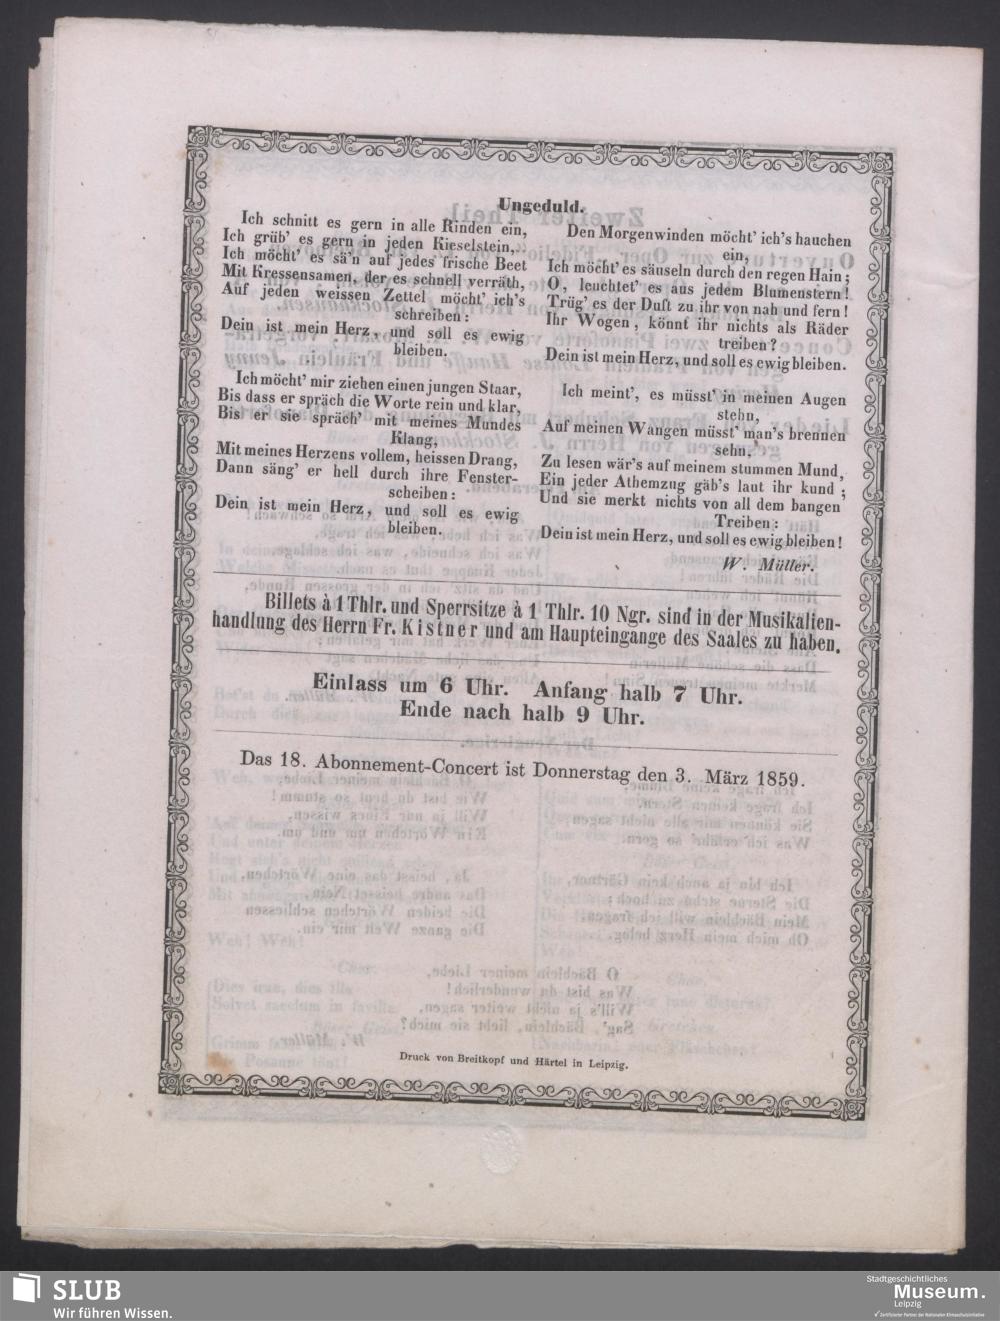 Ungeduld.
Ich schnitt es gern in alle Rinden ein,
Ich grüb' es gern in jeden Kieselstein,
Ich möcht' es sä'n auf jedes frische Beet
Mit Kressensamen, der es schnell verräth,
Auf jeden weissen Zettel möcht' ich's
schreiben:
Dein ist mein Herz, und soll es ewig
bleiben.
Ich möcht' mir ziehen einen jungen Staar,
Bis dass er spräch die Worte rein und klar,
Bis er sie spräch' mit meines Mundes
Klang,
Mit meines Herzens vollem, heissen Drang,
Dann säng' er hell durch ihre Fenster-
scheiben:
Dein ist mein Herz, und soll es ewig
bleiben.
Den Morgenwinden möcht' ich's hauchen
ein,
Ich möcht' es säuseln durch den regen Hain;
O, leuchtet' es aus jedem Blumenstern!
Trüg' es der Duft zu ihr von nah und fern!
Ihr Wogen, könnt ihr nichts als Räder
treiben?
Dein ist mein Herz, und soll es ewig bleiben.
Ich meint', es müsst' in meinen Augen
stehn,
Auf meinen Wangen müsst' man's brennen
sehn,
Zu lesen wär's auf meinem stummen Mund,
Ein jeder Athemzug gäb's laut ihr kund;
Und sie merkt nichts von all dem bangen
Treiben:
Dein ist mein Herz, und soll es ewig bleiben!
W. Müller.
Billets à 1 Thlr. und Sperrsitze à 1 Thlr. 10 Ngr. sind in der Musikalien-
handlung des Herrn Fr. Kistner und am Haupteingange des Saales zu haben.
Einlass um 6 Uhr. Anfang halb 7 Uhr.
Ende nach halb 9 Uhr.
Das 18. Abonnement-Concert ist Donnerstag den 3. März 1859.
Druck von Breitkopf und Härtel in Leipzig.
SLUB
Wir führen Wissen.
Stadtgeschichtliches
Museum.
Leipzig
Zertifizierter Partner der Nationalen Klimaschutzinitiative